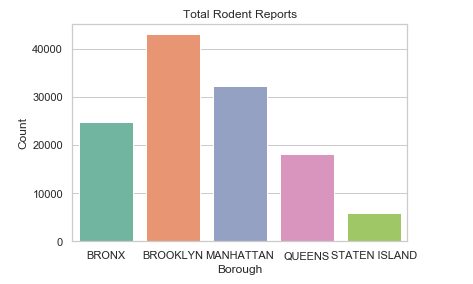 Total Rodent Reports
Count
40000
30000
20000
10000
0
BRONX BROOKLYN MANHATTAN QUEENS STATEN ISLAND
Borough